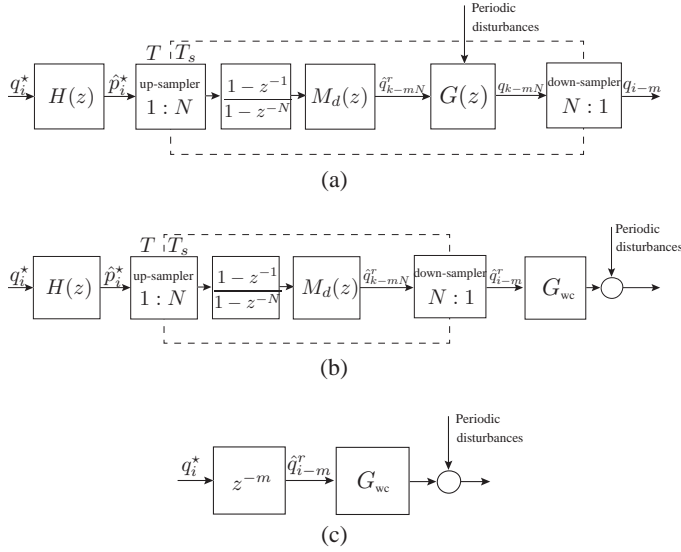 Periodic
disturbances
T T_s
q_i^⋆ H(z) p̂_i^⋆ up-sampler 1 : N 1 − z^{−1} / 1 − z^{−N} M_d(z) q̂^r_{k−mN} G(z) q_{k−mN} down-sampler N : 1 q_{i−m}
(a)
Periodic
disturbances
T T_s
q_i^⋆ H(z) p̂_i^⋆ up-sampler 1 : N 1 − z^{−1} / 1 − z^{−N} M_d(z) q̂^r_{k−mN} down-sampler N : 1 q̂^r_{i−m} G_wc
(b)
Periodic
disturbances
q_i^⋆ z^{−m} q̂^r_{i−m} G_wc
(c)